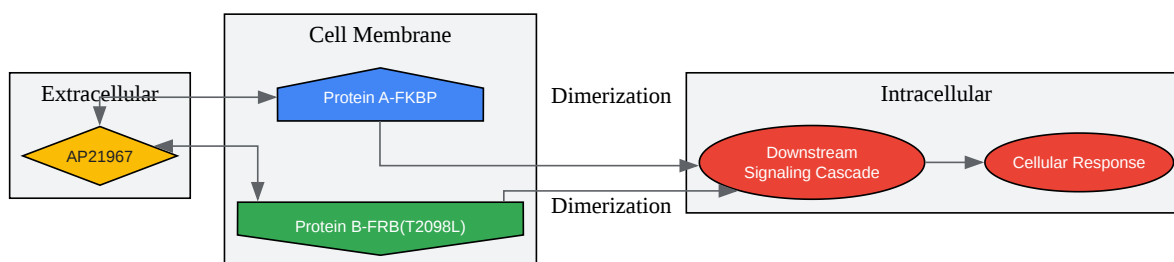 Cell Membrane
Extracellular
Protein A-FKBP
Dimerization
Intracellular
AP21967
Downstream
Signaling Cascade
Cellular Response
Protein B-FRB(T2098L)
Dimerization